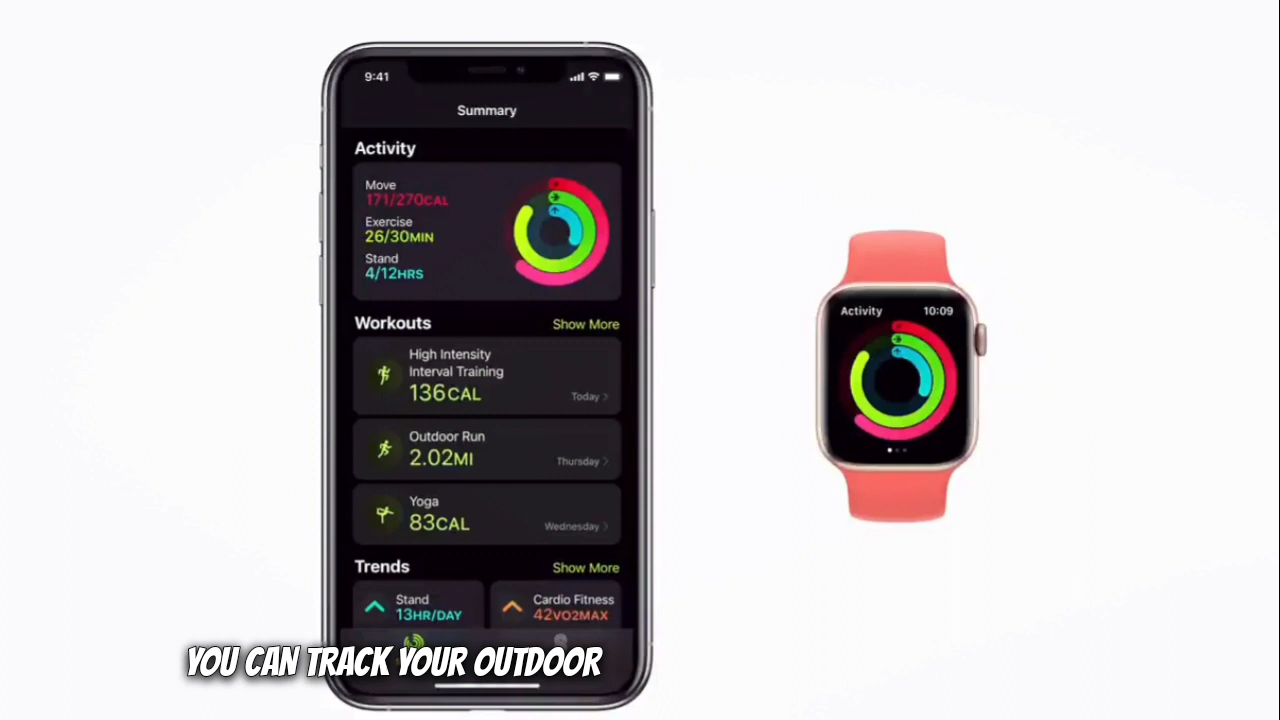 9:41
Summary
Activity
Move
171/270CAL
Exercise
26/30MIN
Stand
4/12HRS
Workouts
Show More
High Intensity
Interval Training
136CAL
Today
Outdoor Run
2.02MI
Thursday
Yoga
83CAL
Wednesday
Trends
Show More
Stand
13HR/DAY
Cardio Fitness
42VO2MAX
Activity 10:09
YOU CAN TRACK YOUR OUTDOOR